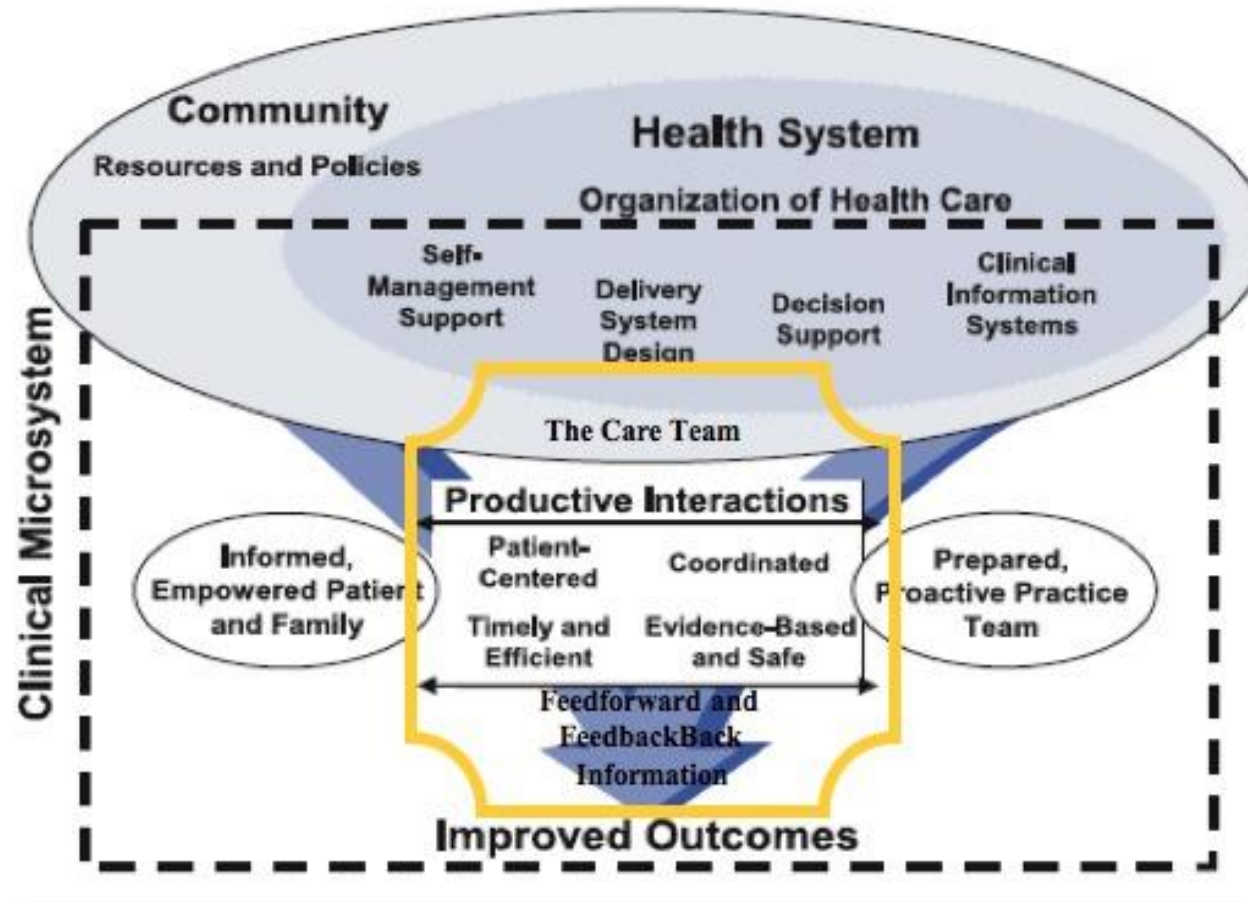 Community
Resources and Policies
Health System
Organization of Health Care
Self-
Management
Support
Delivery
System
Design
Decision
Support
Clinical
Information
Systems
Clinical Microsystem
The Care Team
Productive Interactions
Informed,
Empowered Patient
and Family
Patient-
Centered
Coordinated
Timely and
Efficient
Evidence-Based
and Safe
Prepared,
Proactive Practice
Team
Feedforward and
FeedbackBack
Information
Improved Outcomes